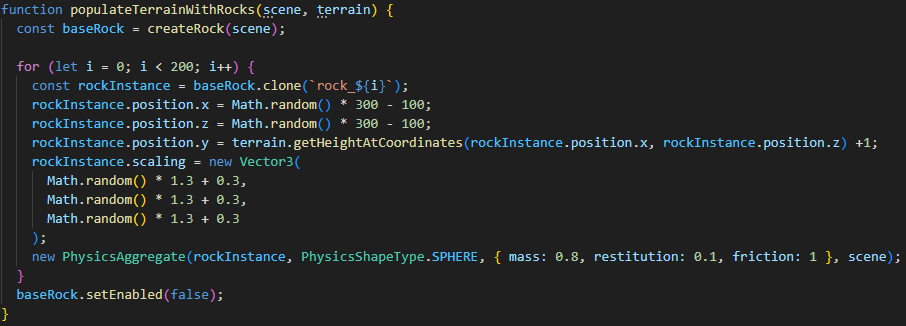 function populateTerrainWithRocks(scene, terrain) {
  const baseRock = createRock(scene);

  for (let i = 0; i < 200; i++) {
    const rockInstance = baseRock.clone(`rock_${i}`);
    rockInstance.position.x = Math.random() * 300 - 100;
    rockInstance.position.z = Math.random() * 300 - 100;
    rockInstance.position.y = terrain.getHeightAtCoordinates(rockInstance.position.x, rockInstance.position.z) +1;
    rockInstance.scaling = new Vector3(
      Math.random() * 1.3 + 0.3,
      Math.random() * 1.3 + 0.3,
      Math.random() * 1.3 + 0.3
    );
    new PhysicsAggregate(rockInstance, PhysicsShapeType.SPHERE, { mass: 0.8, restitution: 0.1, friction: 1 }, scene);
  }
  baseRock.setEnabled(false);
}